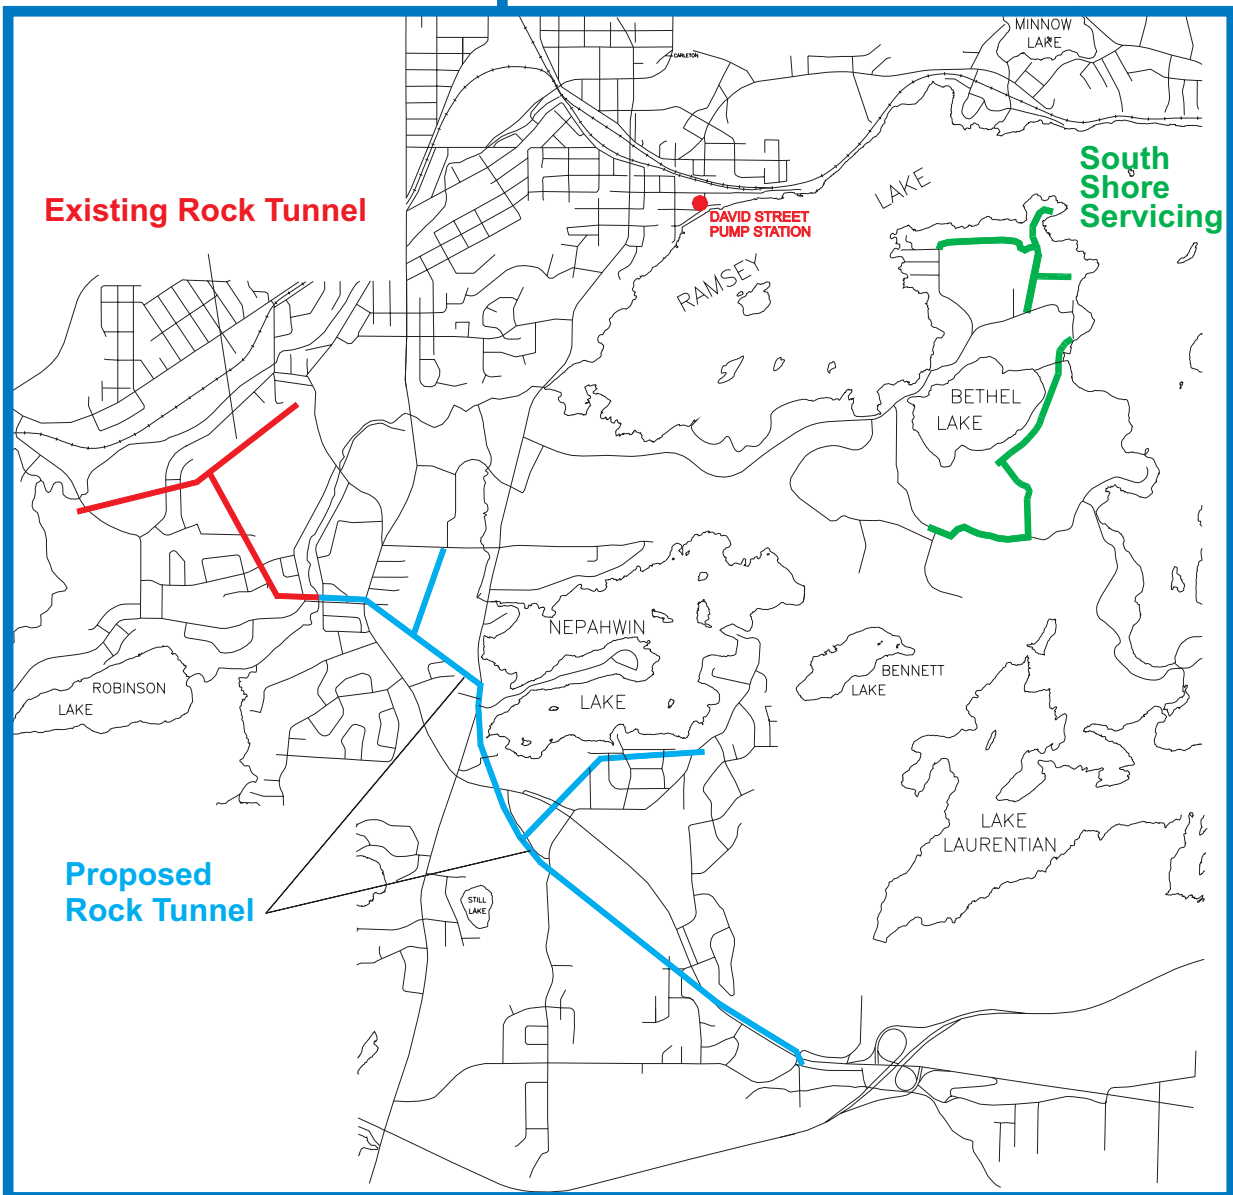 MINNOW
LAKE
CARLETON
South
Shore
Servicing
LAKE
Existing Rock Tunnel
DAVID STREET
PUMP STATION
RAMSEY
BETHEL
LAKE
NEPAHWIN
LAKE
BENNETT
LAKE
ROBINSON
LAKE
LAKE
LAURENTIAN
Proposed
Rock Tunnel
STILL
LAKE